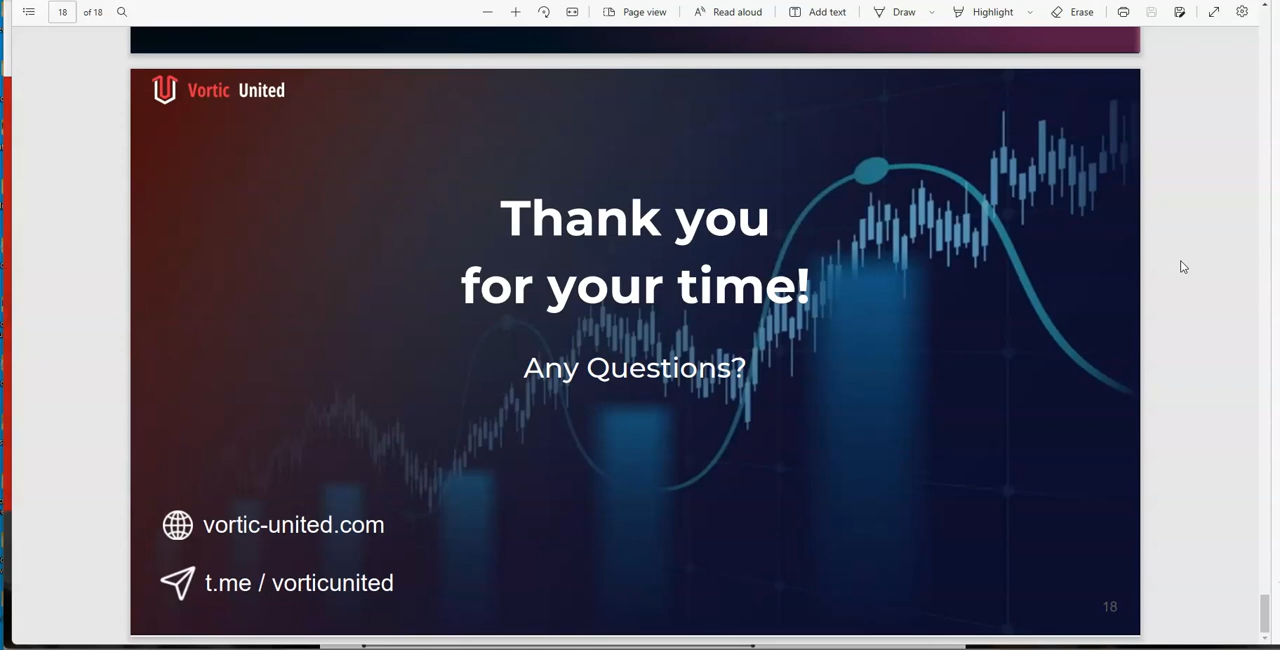 18 of 18 Page view Read aloud Add text Draw Highlight Erase
Vortic United
Thank you
for your time!
Any Questions?
vortic-united.com
t.me / vorticunited
18